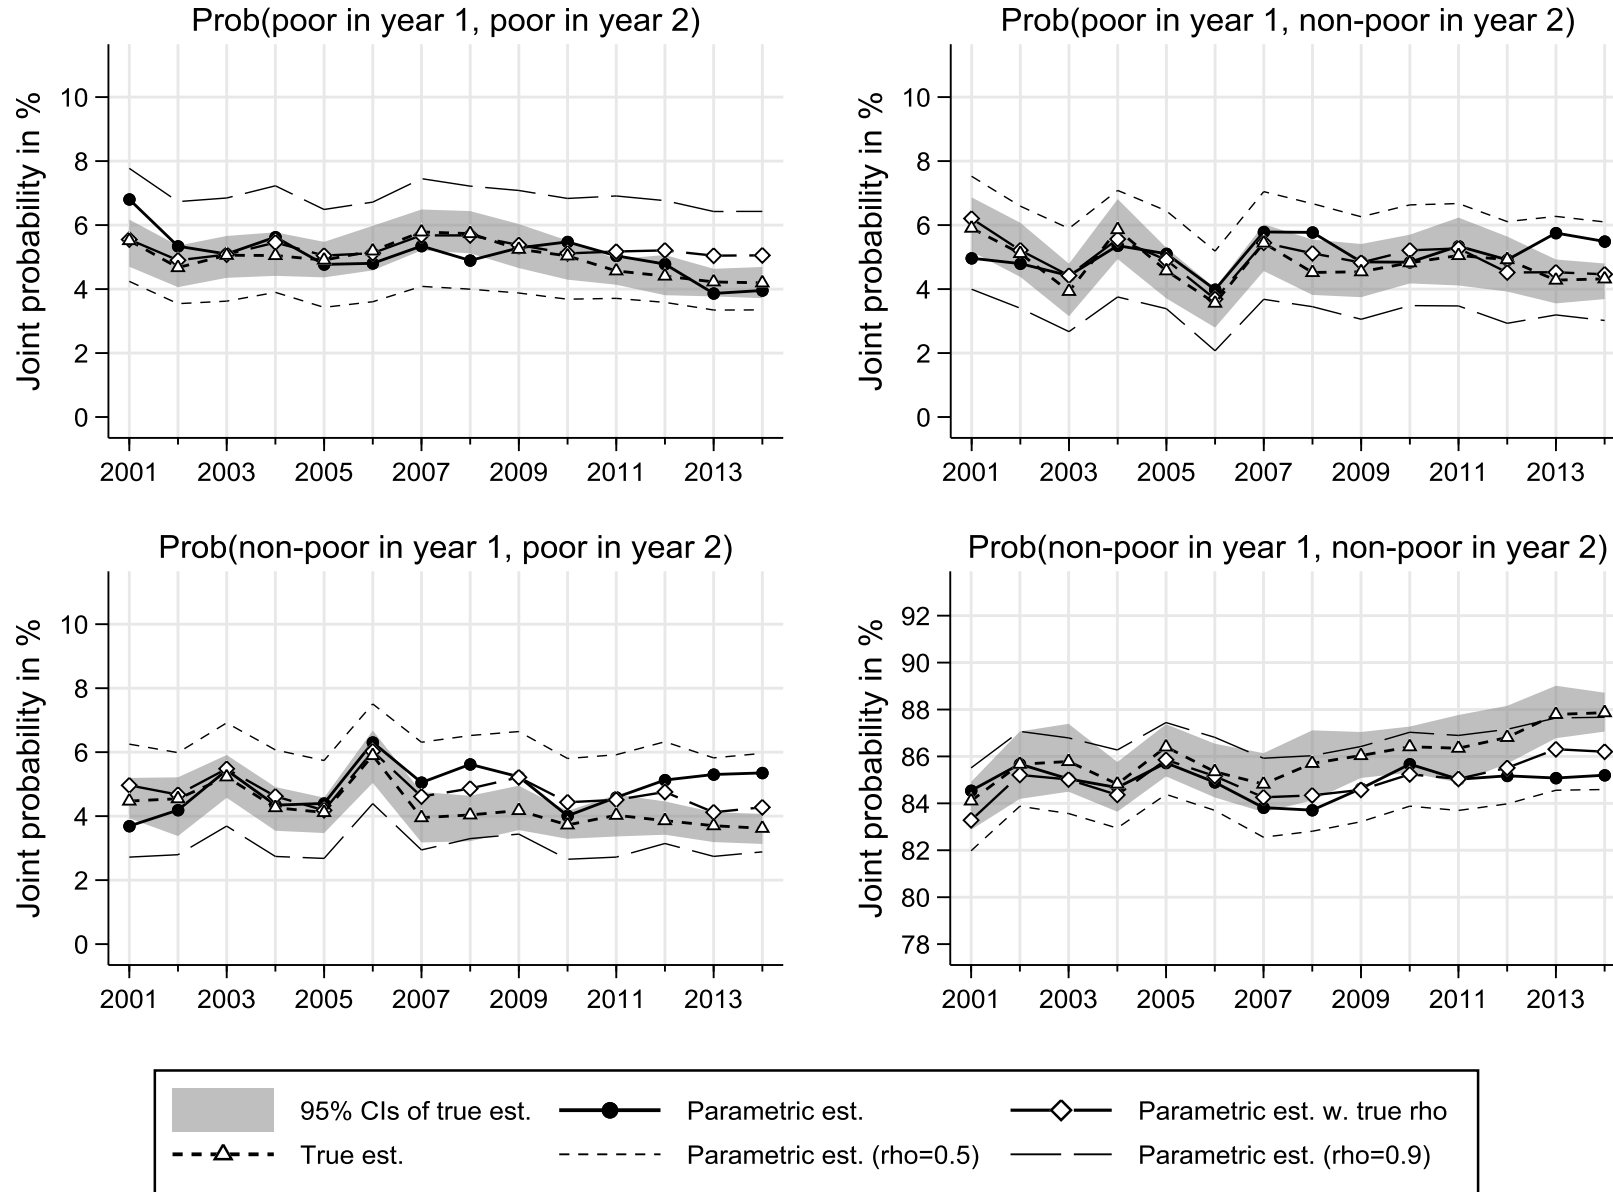 Prob(poor in year 1, poor in year 2)
Joint probability in %
10
8
6
4
2
0
2001 2003 2005 2007 2009 2011 2013
Prob(poor in year 1, non-poor in year 2)
Joint probability in %
10
8
6
4
2
0
2001 2003 2005 2007 2009 2011 2013
Prob(non-poor in year 1, poor in year 2)
Joint probability in %
10
8
6
4
2
0
2001 2003 2005 2007 2009 2011 2013
Prob(non-poor in year 1, non-poor in year 2)
Joint probability in %
92
90
88
86
84
82
80
78
2001 2003 2005 2007 2009 2011 2013
95% CIs of true est. Parametric est. Parametric est. w. true rho
True est. Parametric est. (rho=0.5) Parametric est. (rho=0.9)